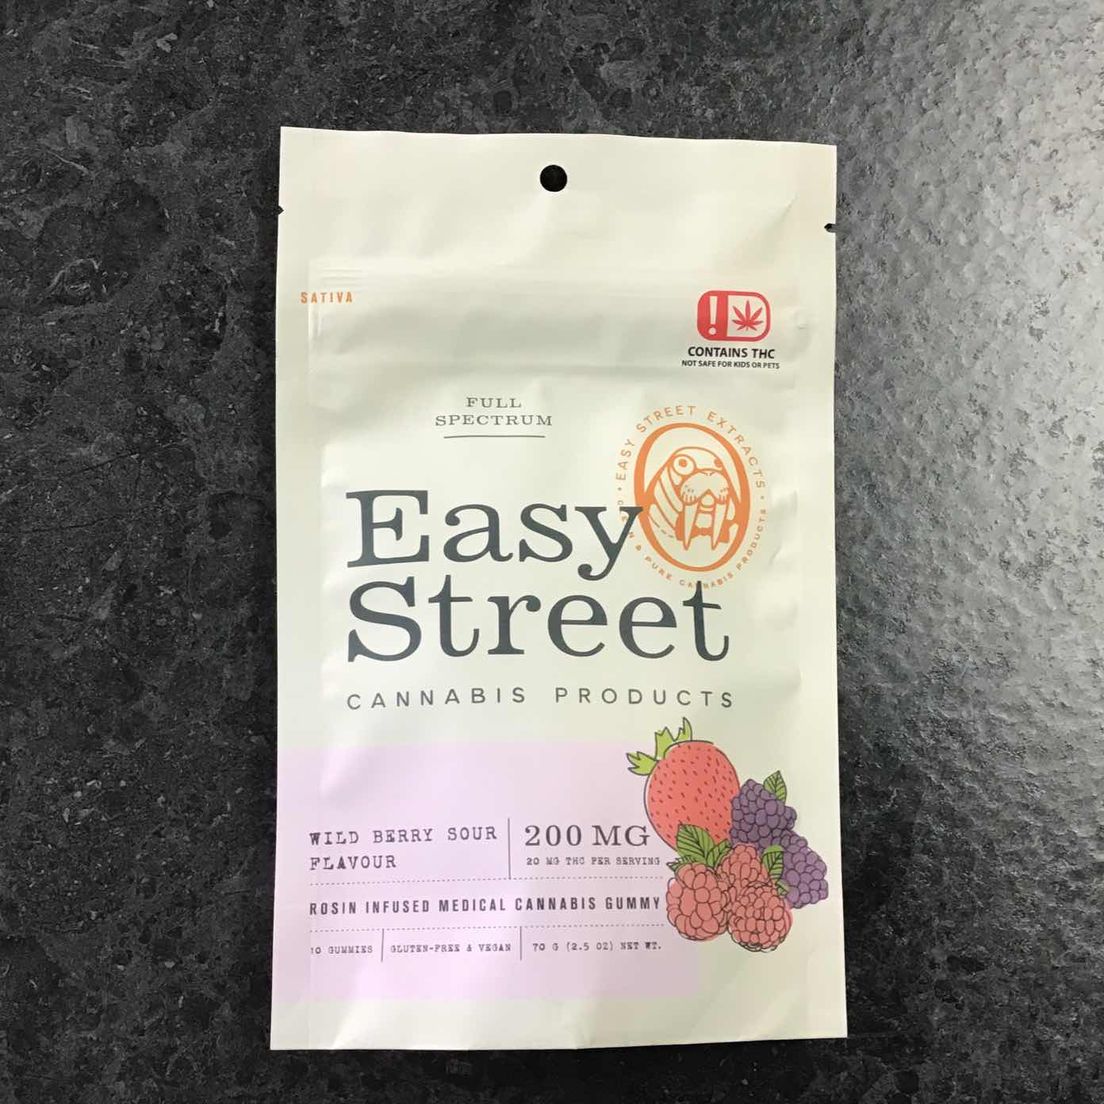 SATIVA
CONTAINS THC
NOT SAFE FOR KIDS OR PETS
FULL
SPECTRUM
EASY STREET EXTRACTS
& PURE CANNABIS PRODUCTS
Easy
Street
CANNABIS PRODUCTS
WILD BERRY SOUR
FLAVOUR
200 MG
20 MG THC PER SERVING
ROSIN INFUSED MEDICAL CANNABIS GUMMY
10 GUMMIES
GLUTEN-FREE & VEGAN
70 G (2.5 OZ) NET WT.